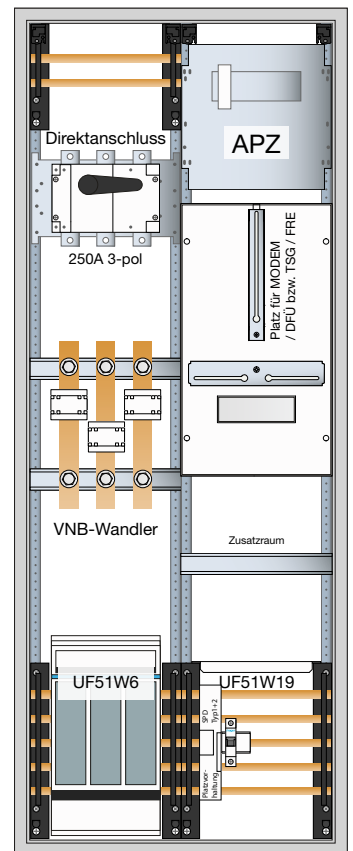 Direktanschluss
APZ
250A 3-pol
Platz für MODEM
/ DFÜ bzw. TSG / FRE
VNB-Wandler
Zusatzraum
UF51W6
UF51W19
SPD
Typ1+2
Platzvor-
haltung